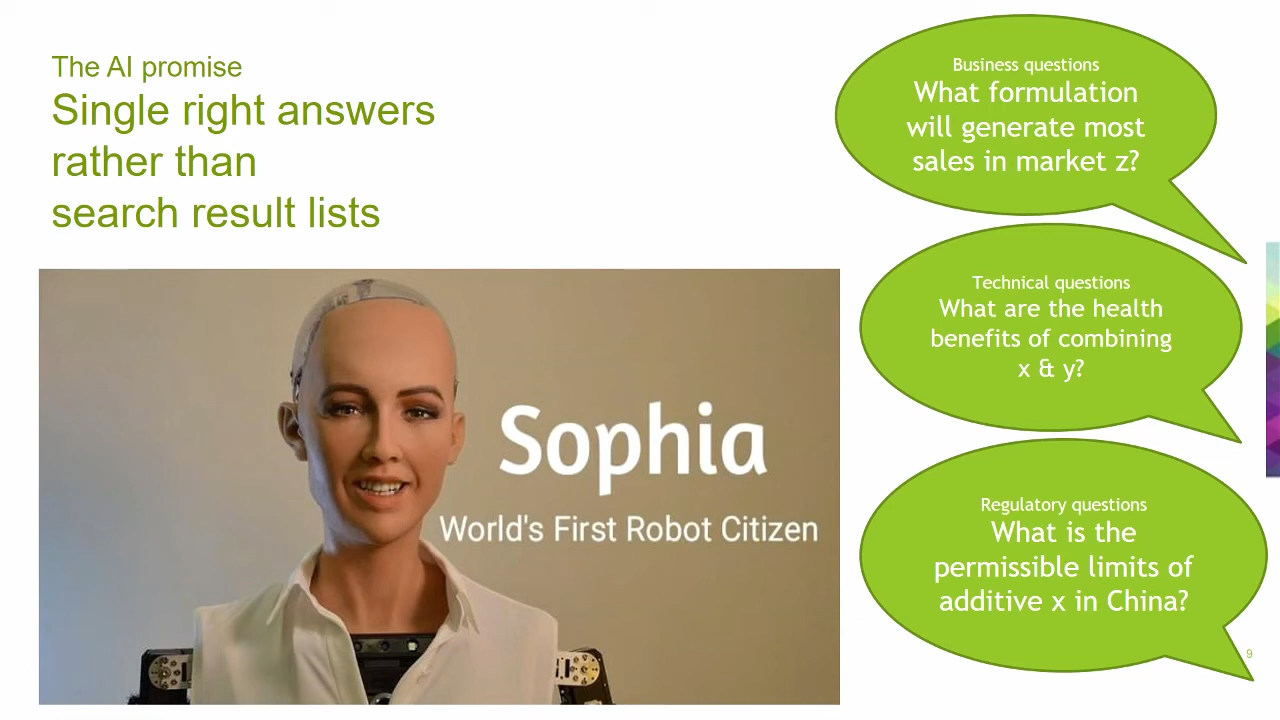 The AI promise
Single right answers
rather than
search result lists
Business questions
What formulation
will generate most
sales in market z?
Technical questions
What are the health
benefits of combining
x & y?
Regulatory questions
What is the
permissible limits of
additive x in China?
Sophia
World's First Robot Citizen
9